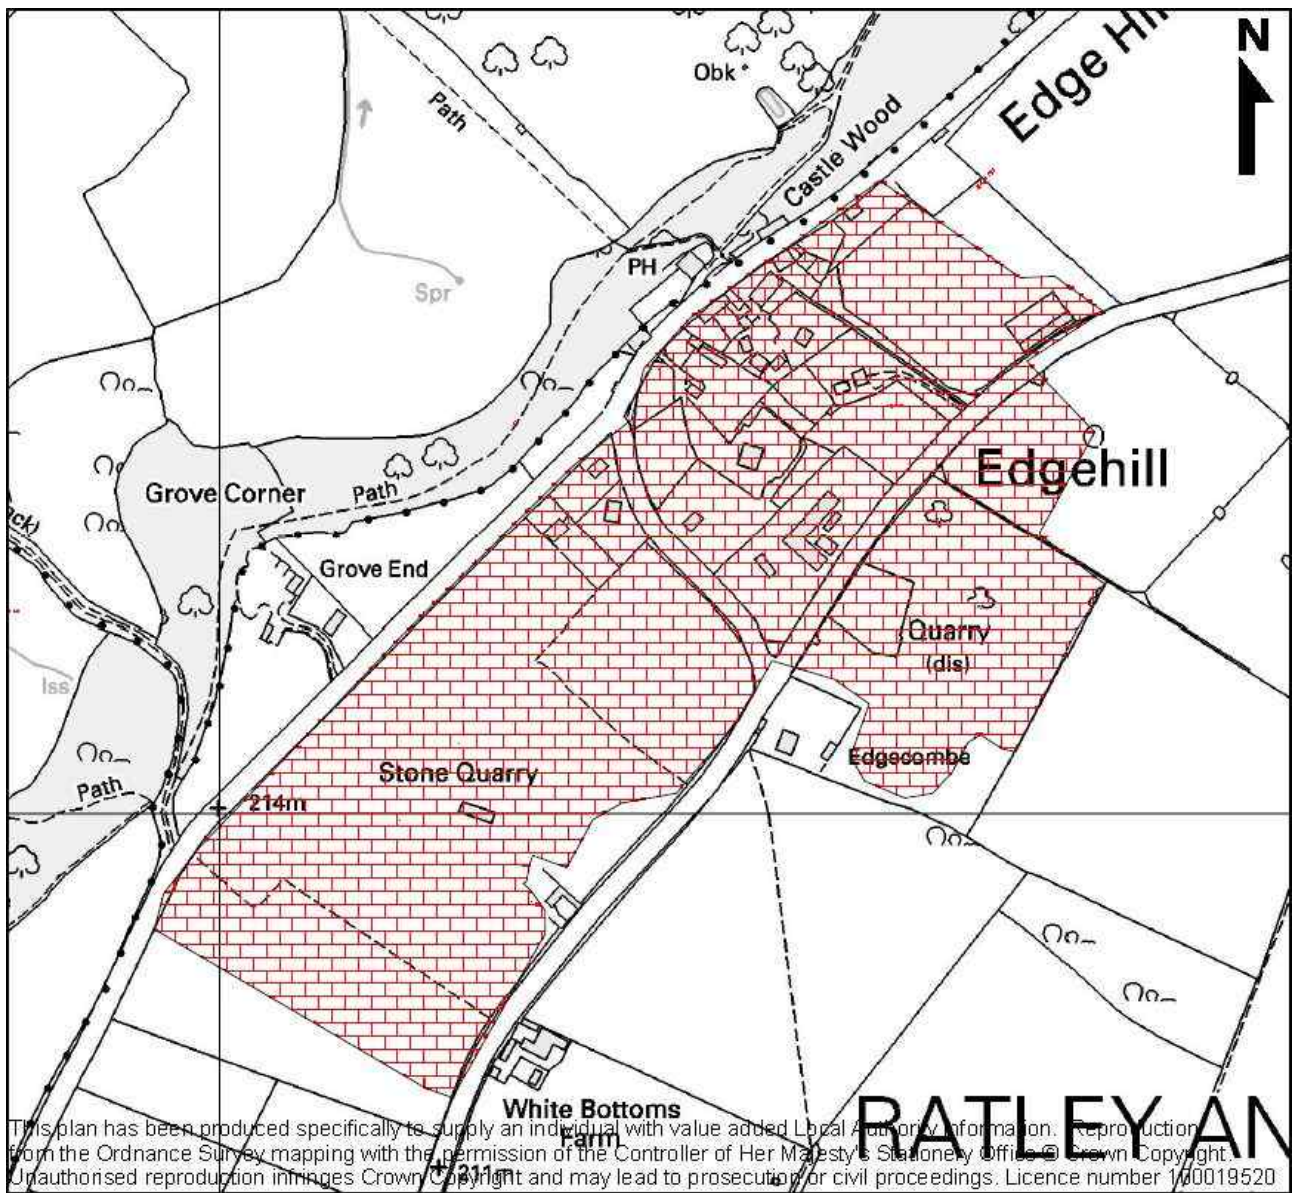 N
Edge Hil
Obk
Path
Castle Wood
PH
Spr
Edgehill
Grove Corner
Path
Grove End
Quarry
(dis)
Iss
Edgecombe
Stone Quarry
Path
214m
White Bottoms
Farm
RATLEY AN
This plan has been produced specifically to supply an individual with value added Local Authority Information. Reproduction
from the Ordnance Survey mapping with the permission of the Controller of Her Majesty's Stationery Office © Crown Copyright.
Unauthorised reproduction infringes Crown Copyright and may lead to prosecution or civil proceedings. Licence number 100019520
211m